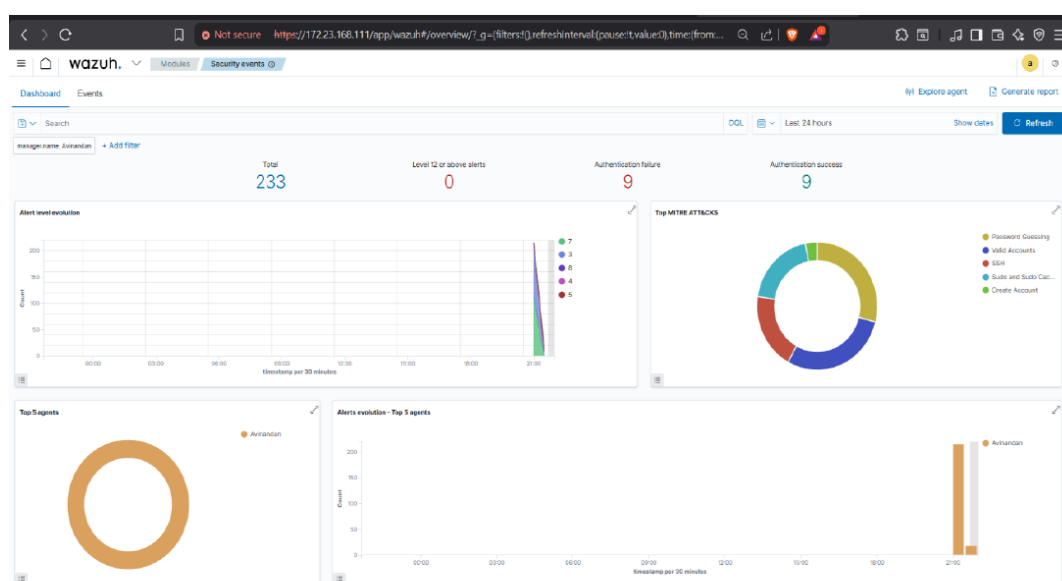 Not secure https://172.23.168.111/app/wazuh#/overview/?_g=(filters:!(),refreshInterval:(pause:!t,value:0),time:(from:...
wazuh. Modules Security events
a
Dashboard Events
Explore agent Generate report
Search DQL Last 24 hours Show dates Refresh
manager.name: Avinandan + Add filter
Total Level 12 or above alerts Authentication failure Authentication success
233 0 9 9
Alert level evolution
Count
200
150
100
50
0
00:00 03:00 06:00 09:00 12:00 15:00 18:00 21:00
timestamp per 30 minutes
7
3
8
4
5
Top MITRE ATT&CKS
Password Guessing
Valid Accounts
SSH
Sudo and Sudo Cac...
Create Account
Top 5 agents
Avinandan
Alerts evolution - Top 5 agents
Count
200
150
100
50
0
00:00 03:00 06:00 09:00 12:00 15:00 18:00 21:00
timestamp per 30 minutes
Avinandan